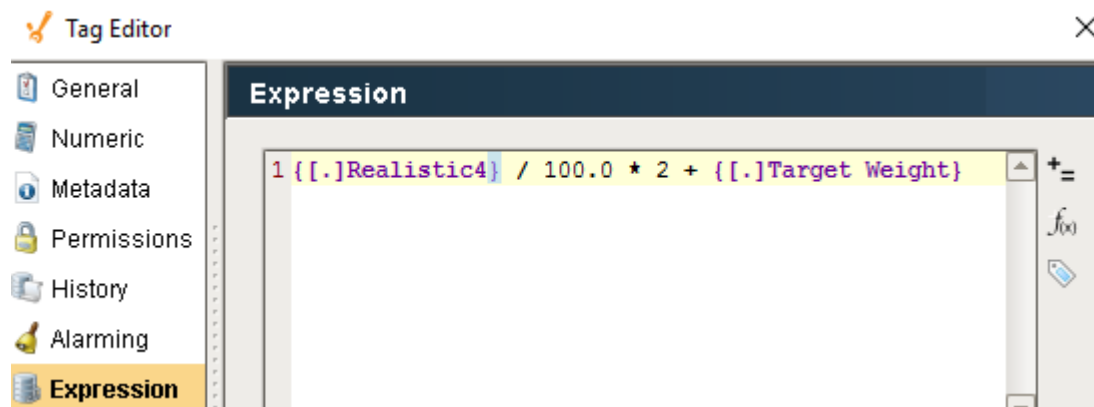 Tag Editor
General
Numeric
Metadata
Permissions
History
Alarming
Expression
Expression
1 {[.]Realistic4} / 100.0 * 2 + {[.]Target Weight}
+=
f(x)